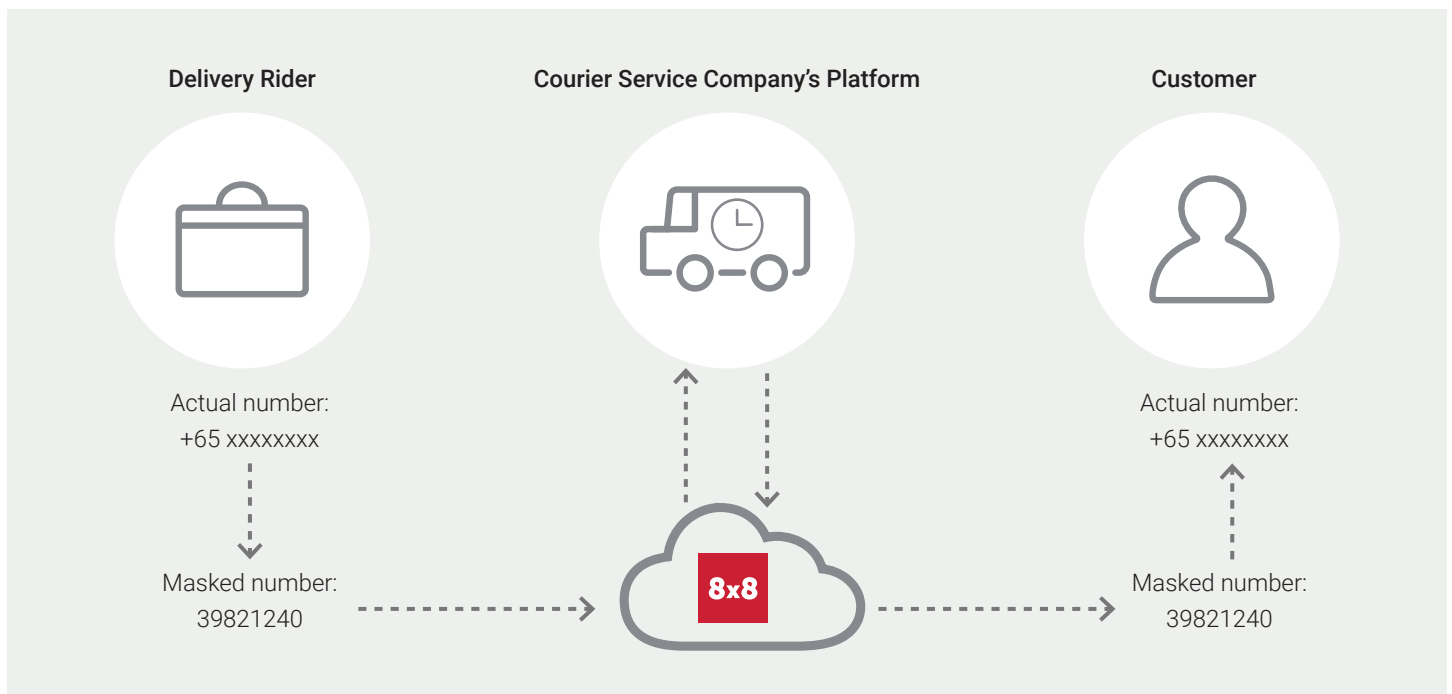 Delivery Rider
Courier Service Company’s Platform
Customer
Actual number:
+65 xxxxxxxx
Actual number:
+65 xxxxxxxx
8x8
Masked number:
39821240
Masked number:
39821240